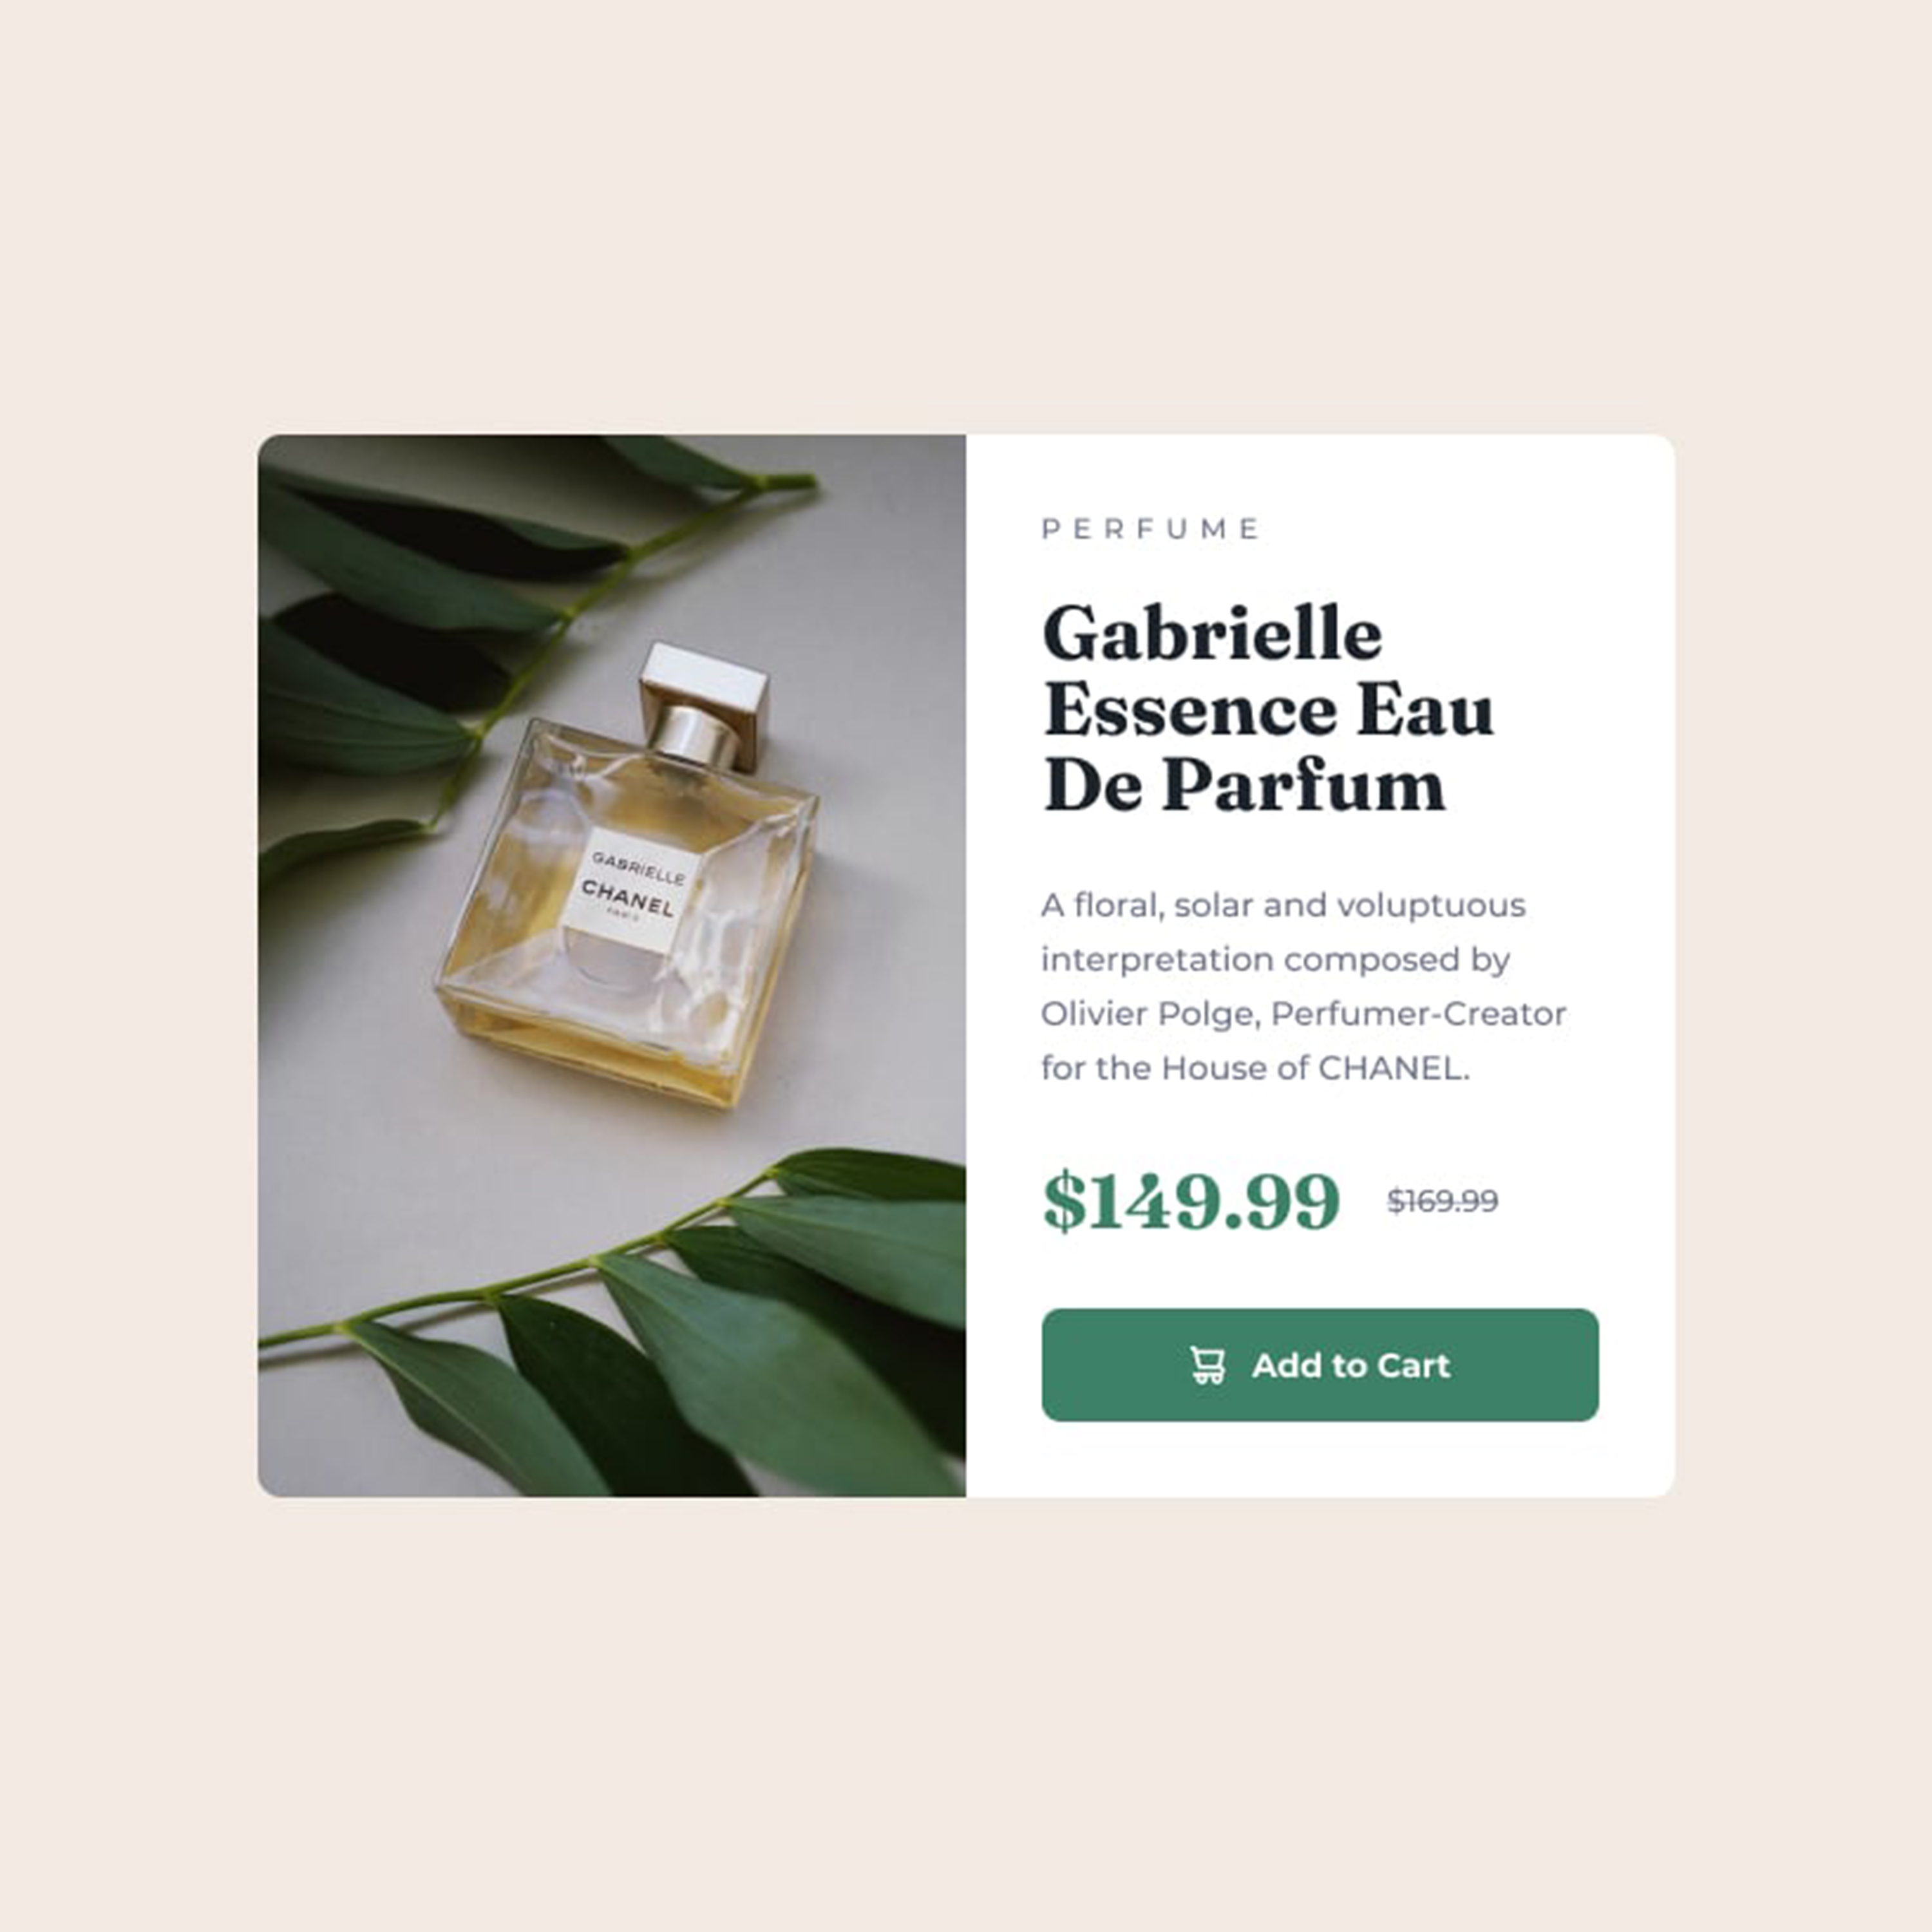 GABRIELLE
CHANEL
PARIS
PERFUME
Gabrielle
Essence Eau
De Parfum
A floral, solar and voluptuous
interpretation composed by
Olivier Polge, Perfumer-Creator
for the House of CHANEL.
$149.99 $169.99
Add to Cart